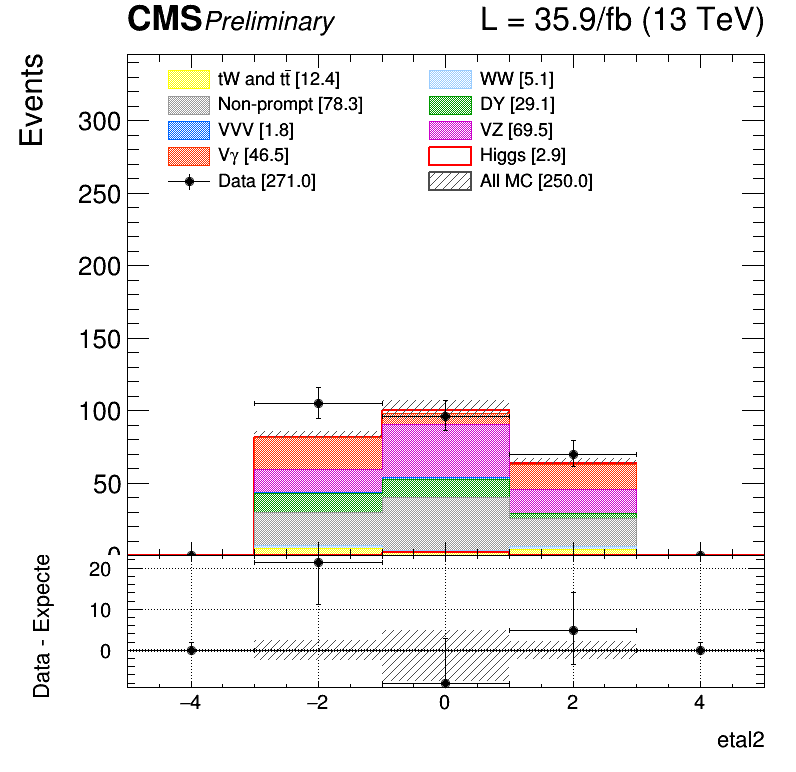 CMS Preliminary L = 35.9/fb (13 TeV)
Events
tW and tt̄ [12.4] WW [5.1]
Non-prompt [78.3] DY [29.1]
VVV [1.8] VZ [69.5]
Vγ [46.5] Higgs [2.9]
Data [271.0] All MC [250.0]
300
250
200
150
100
50
0
Data - Expecte
20
10
0
−4 −2 0 2 4
etal2